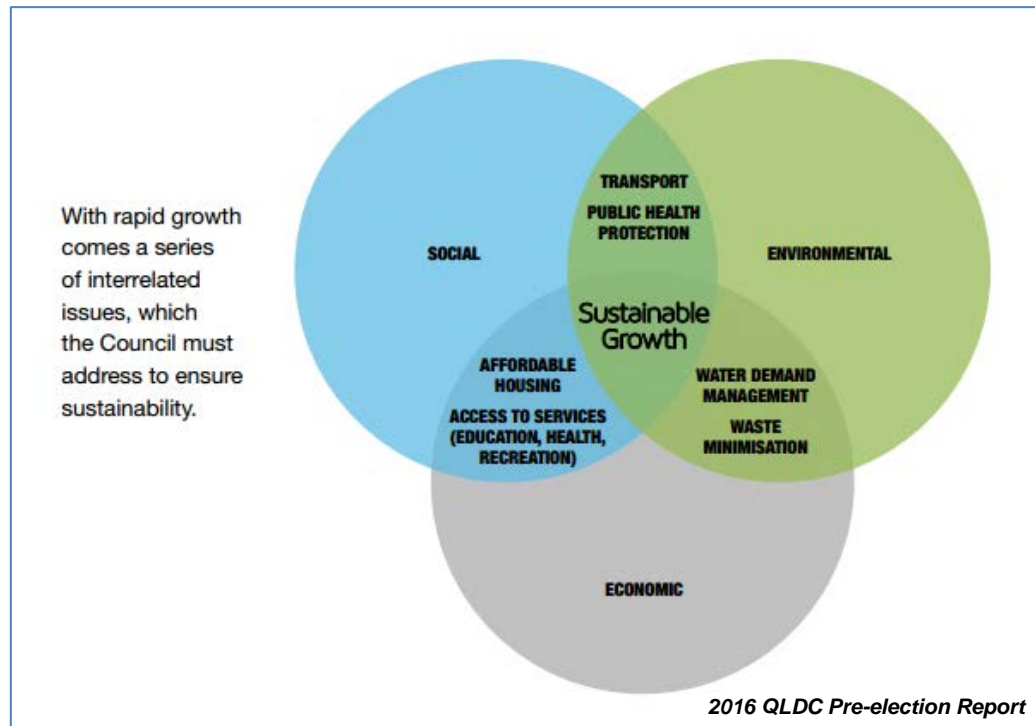 With rapid growth
comes a series
of interrelated
issues, which
the Council must
address to ensure
sustainability.
SOCIAL
TRANSPORT
PUBLIC HEALTH
PROTECTION
ENVIRONMENTAL
Sustainable
Growth
AFFORDABLE
HOUSING
ACCESS TO SERVICES
(EDUCATION, HEALTH,
RECREATION)
WATER DEMAND
MANAGEMENT
WASTE
MINIMISATION
ECONOMIC
2016 QLDC Pre-election Report